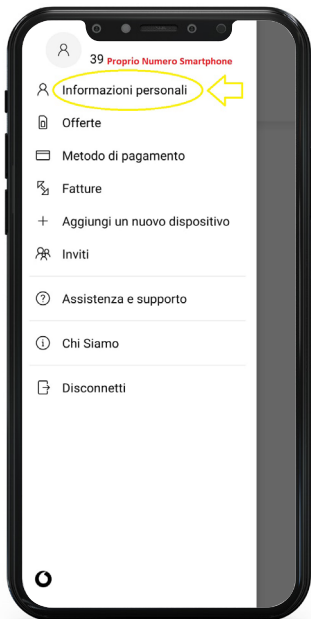 39 Proprio Numero Smartphone
Informazioni personali
Offerte
Metodo di pagamento
Fatture
Aggiungi un nuovo dispositivo
Inviti
Assistenza e supporto
Chi Siamo
Disconnetti